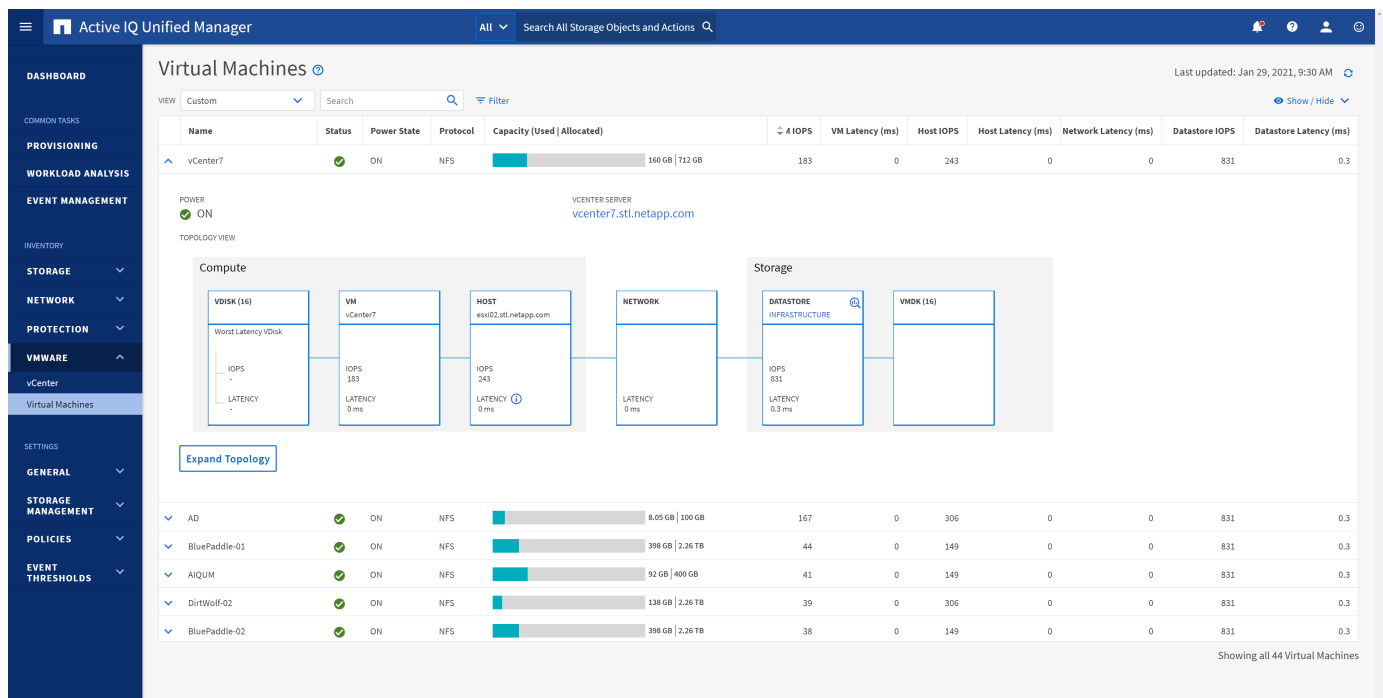 Active IQ Unified Manager
All
Search All Storage Objects and Actions
DASHBOARD
COMMON TASKS
PROVISIONING
WORKLOAD ANALYSIS
EVENT MANAGEMENT
INVENTORY
STORAGE
NETWORK
PROTECTION
VMWARE
vCenter
Virtual Machines
SETTINGS
GENERAL
STORAGE
MANAGEMENT
POLICIES
EVENT
THRESHOLDS
Virtual Machines
Last updated: Jan 29, 2021, 9:30 AM
VIEW Custom Search Filter Show / Hide
Name Status Power State Protocol Capacity (Used | Allocated) IOPS VM Latency (ms) Host IOPS Host Latency (ms) Network Latency (ms) Datastore IOPS Datastore Latency (ms)
vCenter7 ON NFS 160 GB | 712 GB 183 0 243 0 0 831 0.3
POWER
ON
VCENTER SERVER
vcenter7.stl.netapp.com
TOPOLOGY VIEW
Compute
VDISK (16)
Worst Latency VDisk
IOPS
-
LATENCY
-
VM
vCenter7
IOPS
183
LATENCY
0 ms
HOST
esxi02.stl.netapp.com
IOPS
243
LATENCY
0 ms
NETWORK
LATENCY
0 ms
Storage
DATASTORE
INFRASTRUCTURE
IOPS
831
LATENCY
0.3 ms
VMDK (16)
Expand Topology
AD ON NFS 8.05 GB | 100 GB 167 0 306 0 0 831 0.3
BluePaddle-01 ON NFS 398 GB | 2.26 TB 44 0 149 0 0 831 0.3
AIQUM ON NFS 92 GB | 400 GB 41 0 149 0 0 831 0.3
DirtWolf-02 ON NFS 138 GB | 2.26 TB 39 0 306 0 0 831 0.3
BluePaddle-02 ON NFS 398 GB | 2.26 TB 38 0 149 0 0 831 0.3
Showing all 44 Virtual Machines